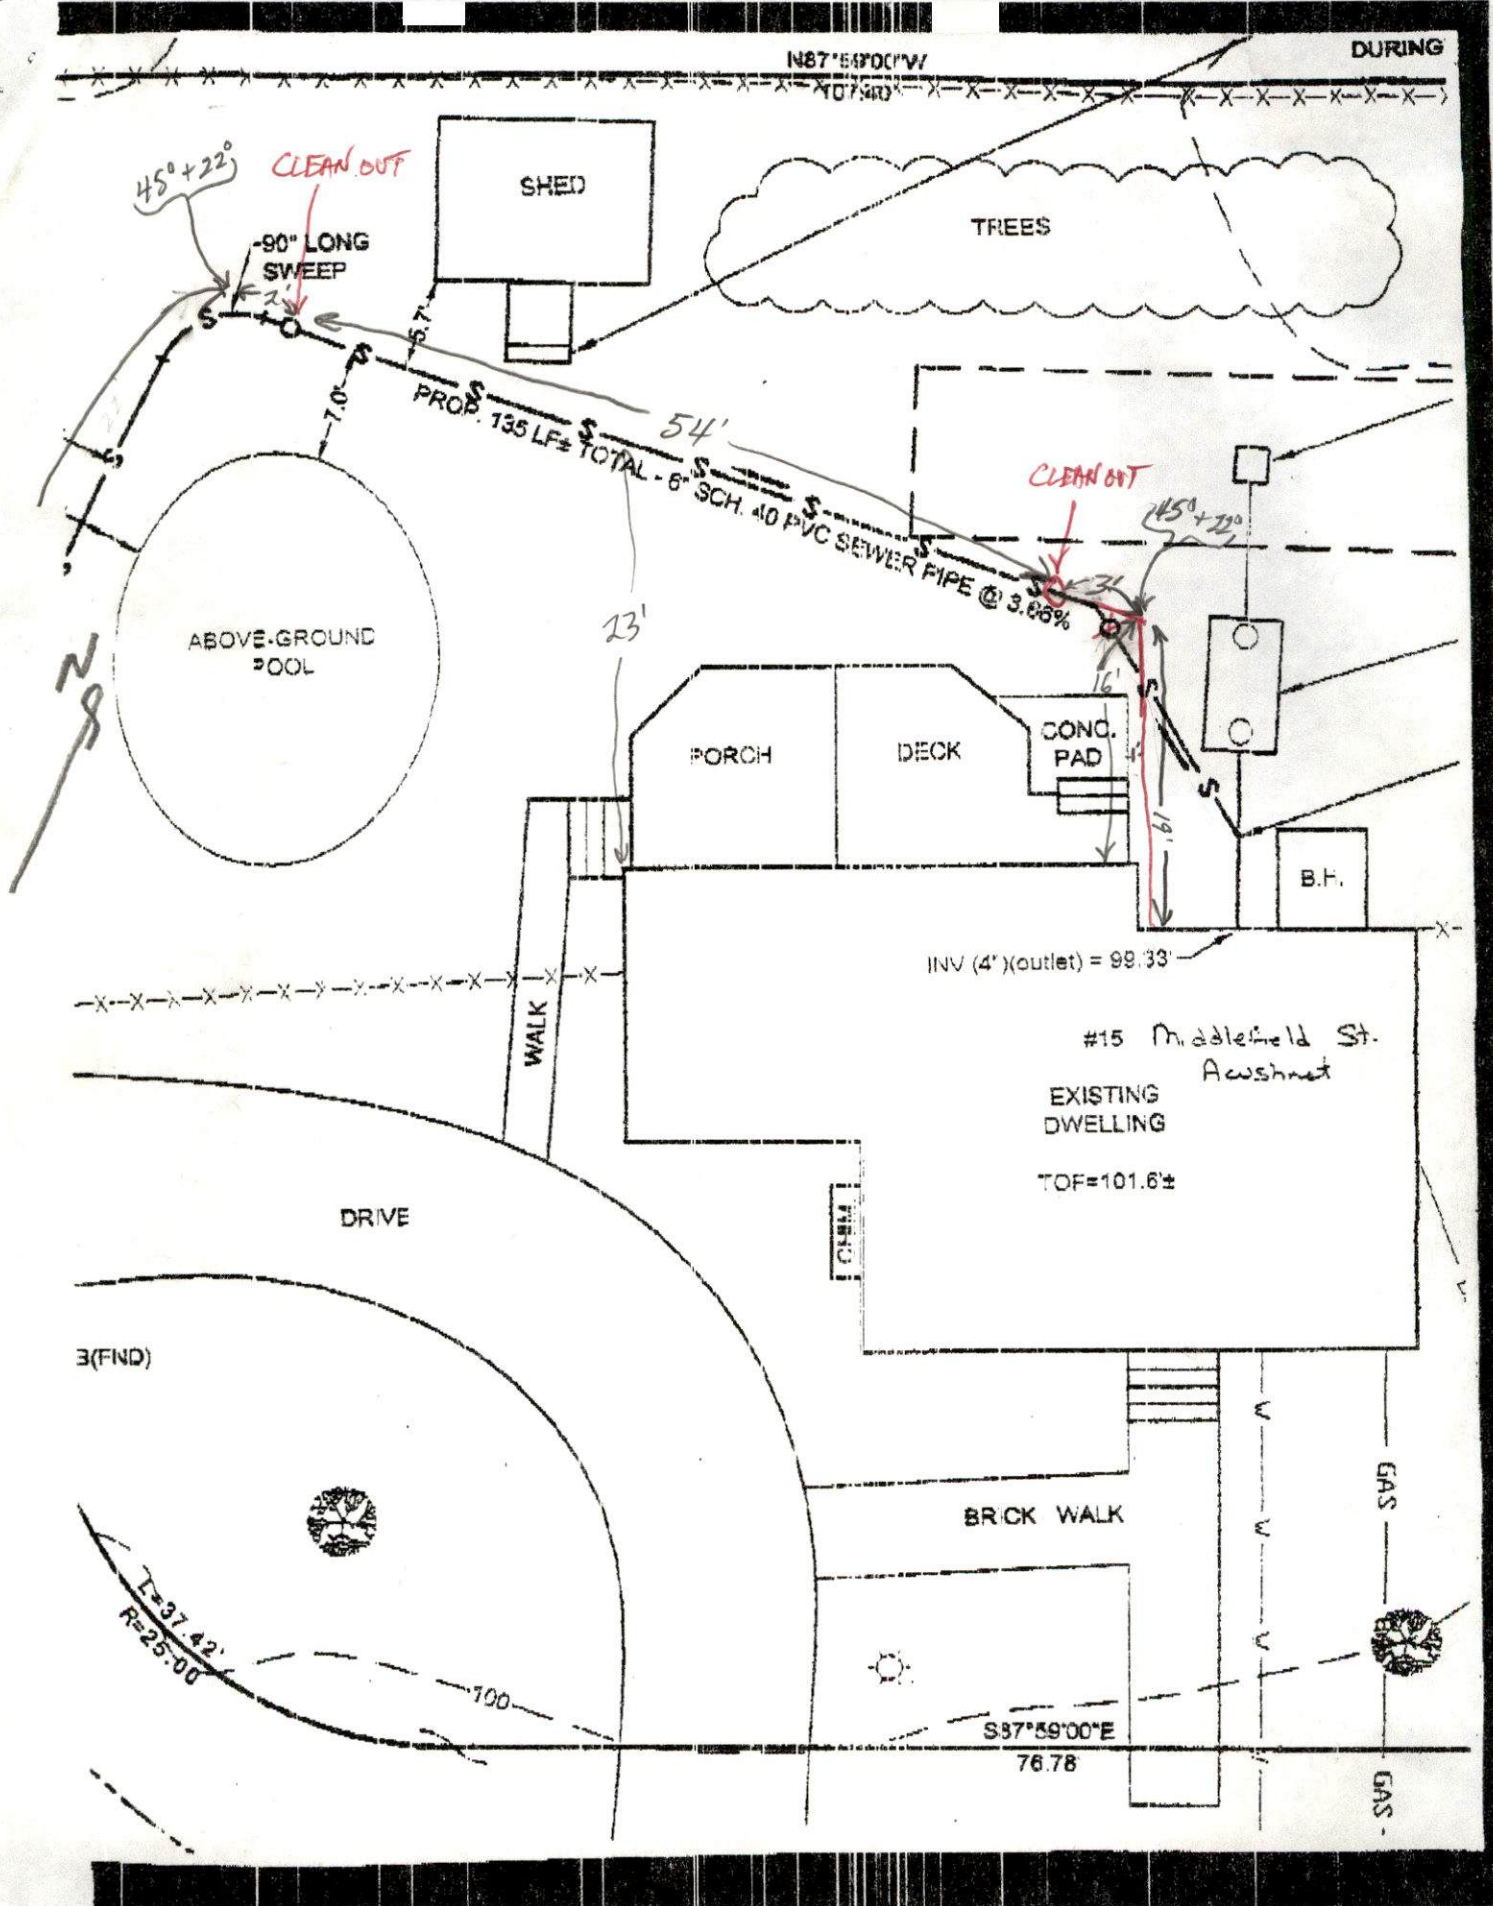 N87°59'00"W
DURING
45° + 22°
CLEAN OUT
SHED
TREES
-90° LONG
SWEEP
2'
5.7'
7.0'
54'
PROP. 135 LF± TOTAL - 6" SCH. 40 PVC SEWER PIPE @ 3.66%
CLEAN OUT
45° + 22°
3'
23'
16'
19'
ABOVE-GROUND
POOL
PORCH
DECK
CONC.
PAD
B.H.
INV (4")(outlet) = 99.33'
WALK
#15 Middlefield St.
Acushnet
EXISTING
DWELLING
TOF=101.6'±
CHIM
DRIVE
3(FND)
GAS
BRICK WALK
W
W
W
L=37.42'
R=25.00
100
S87°59'00"E
76.78
GAS